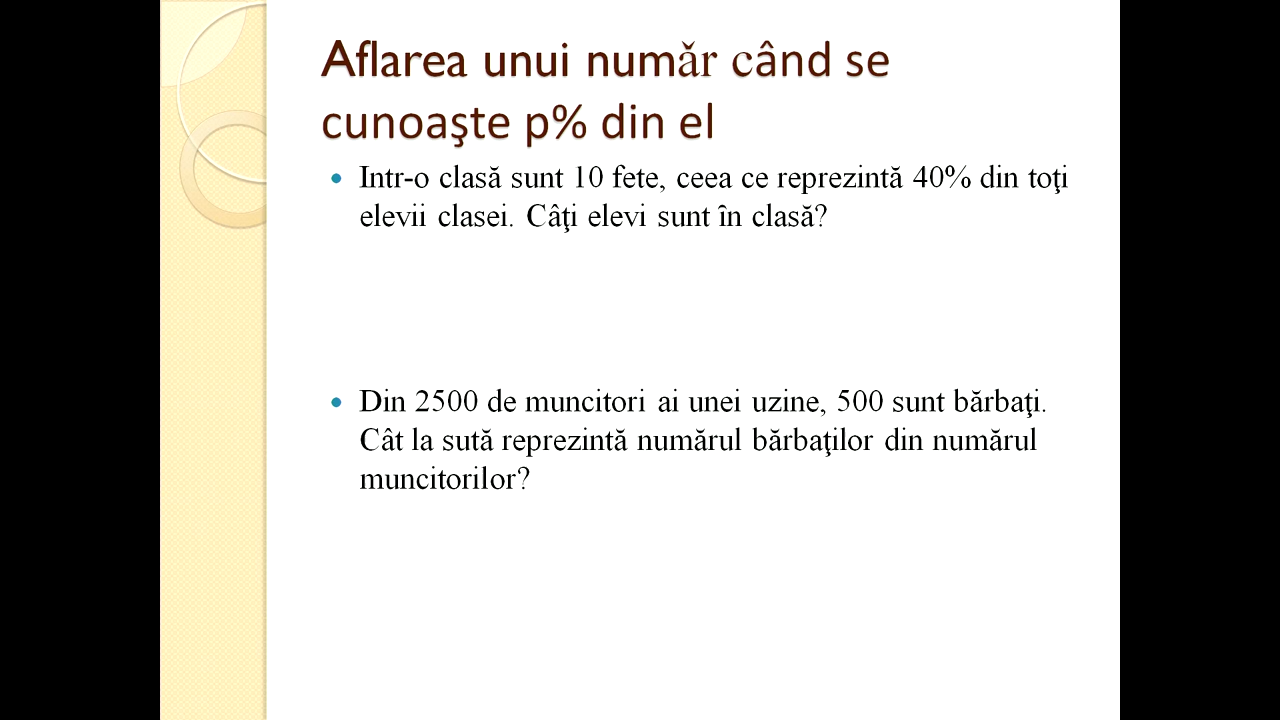 Aflarea unui numǎr când se
cunoaşte p% din el
• Intr-o clasă sunt 10 fete, ceea ce reprezintă 40% din toţi
elevii clasei. Câţi elevi sunt în clasă?
• Din 2500 de muncitori ai unei uzine, 500 sunt bărbaţi.
Cât la sută reprezintă numărul bărbaţilor din numărul
muncitorilor?